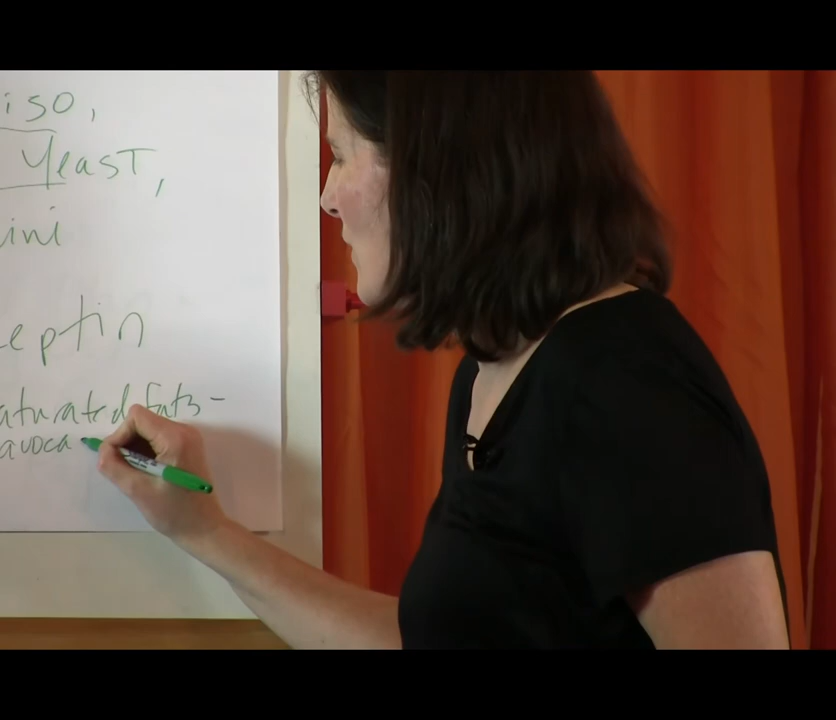 iso,
Yeast,
ini
eptin
aturated fats-
avoca